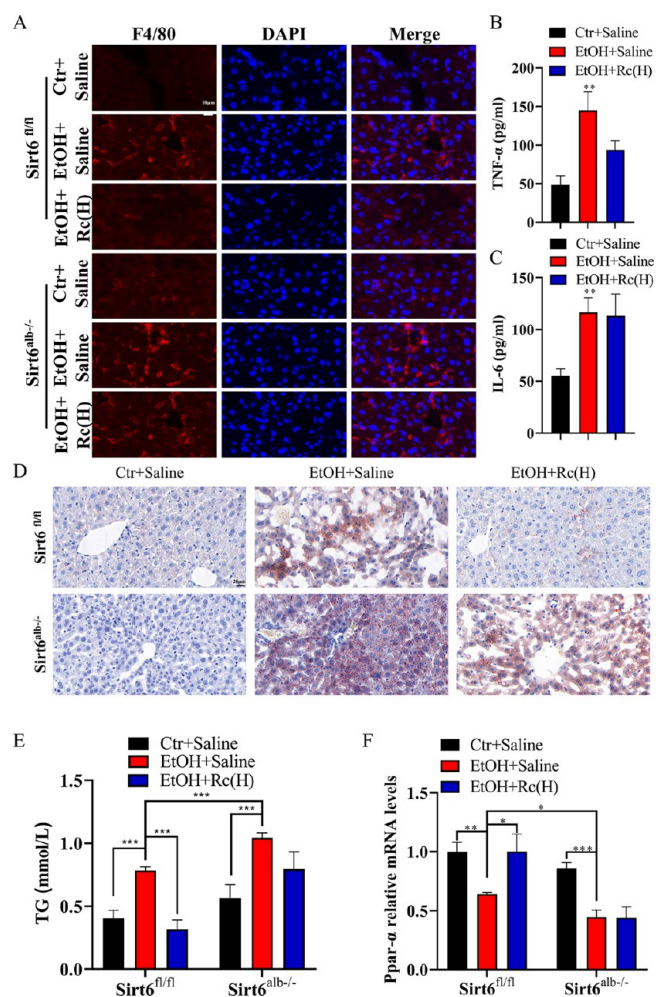 A
F4/80 DAPI Merge
Sirt6 fl/fl
Ctr+
Saline
EtOH+
Saline
EtOH+
Rc(H)
Sirt6alb-/-
Ctr+
Saline
EtOH+
Saline
EtOH+
Rc(H)
B
Ctr+Saline
EtOH+Saline
EtOH+Rc(H)
TNF-α (pg/ml)
200
150
100
50
0
**
C
Ctr+Saline
EtOH+Saline
EtOH+Rc(H)
IL-6 (pg/ml)
150
100
50
0
**
D
Ctr+Saline EtOH+Saline EtOH+Rc(H)
Sirt6 fl/fl
Sirt6alb-/-
E
Ctr+Saline
EtOH+Saline
EtOH+Rc(H)
TG (mmol/L)
1.5
1.0
0.5
0.0
*** *** *** ***
Sirt6fl/fl Sirt6alb-/-
F
Ctr+Saline
EtOH+Saline
EtOH+Rc(H)
Ppar-α relative mRNA levels
1.5
1.0
0.5
0.0
** * * ***
Sirt6fl/fl Sirt6alb-/-